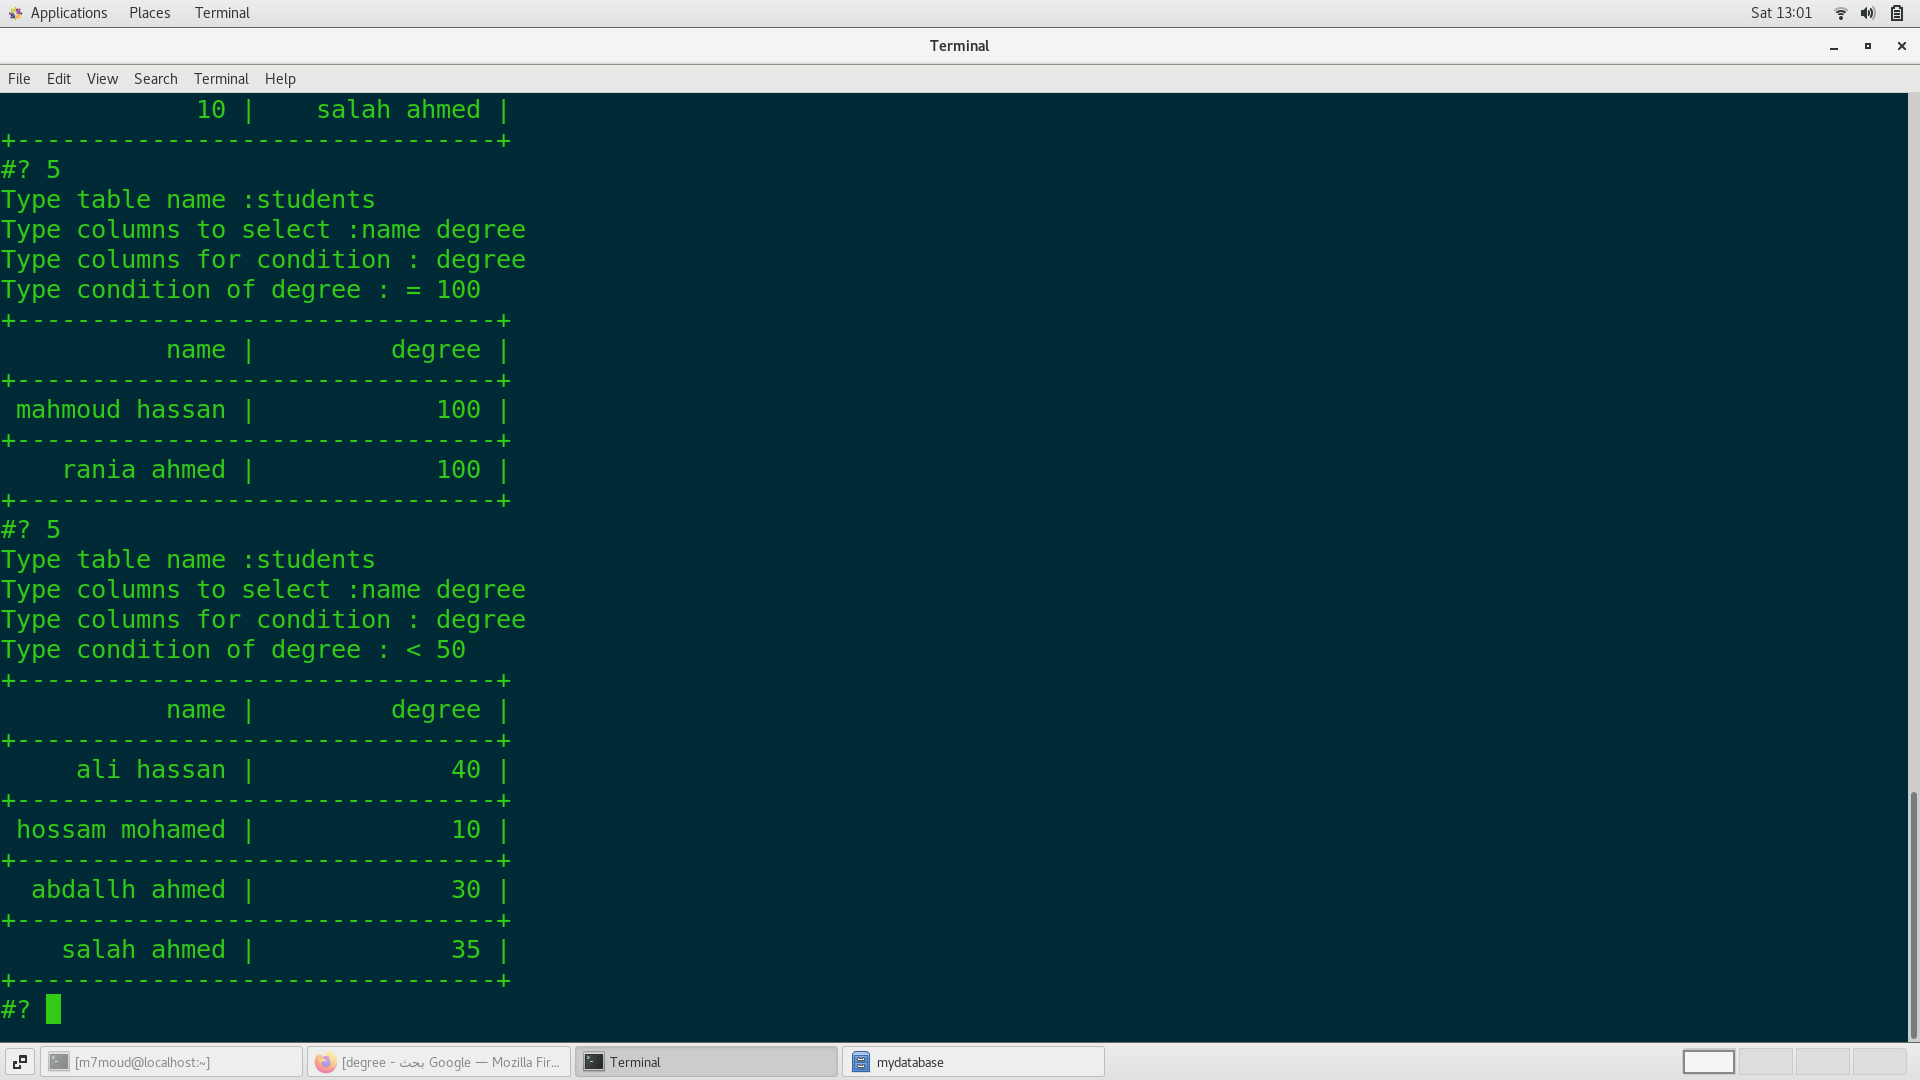 Applications Places Terminal Sat 13:01
Terminal
File Edit View Search Terminal Help
10 | salah ahmed |
+--------------------------------+
#? 5
Type table name :students
Type columns to select :name degree
Type columns for condition : degree
Type condition of degree : = 100
+--------------------------------+
name | degree |
+--------------------------------+
mahmoud hassan | 100 |
+--------------------------------+
rania ahmed | 100 |
+--------------------------------+
#? 5
Type table name :students
Type columns to select :name degree
Type columns for condition : degree
Type condition of degree : < 50
+--------------------------------+
name | degree |
+--------------------------------+
ali hassan | 40 |
+--------------------------------+
hossam mohamed | 10 |
+--------------------------------+
abdallh ahmed | 30 |
+--------------------------------+
salah ahmed | 35 |
+--------------------------------+
#?
[m7moud@localhost:~] [degree - بحث Google — Mozilla Fir... Terminal mydatabase